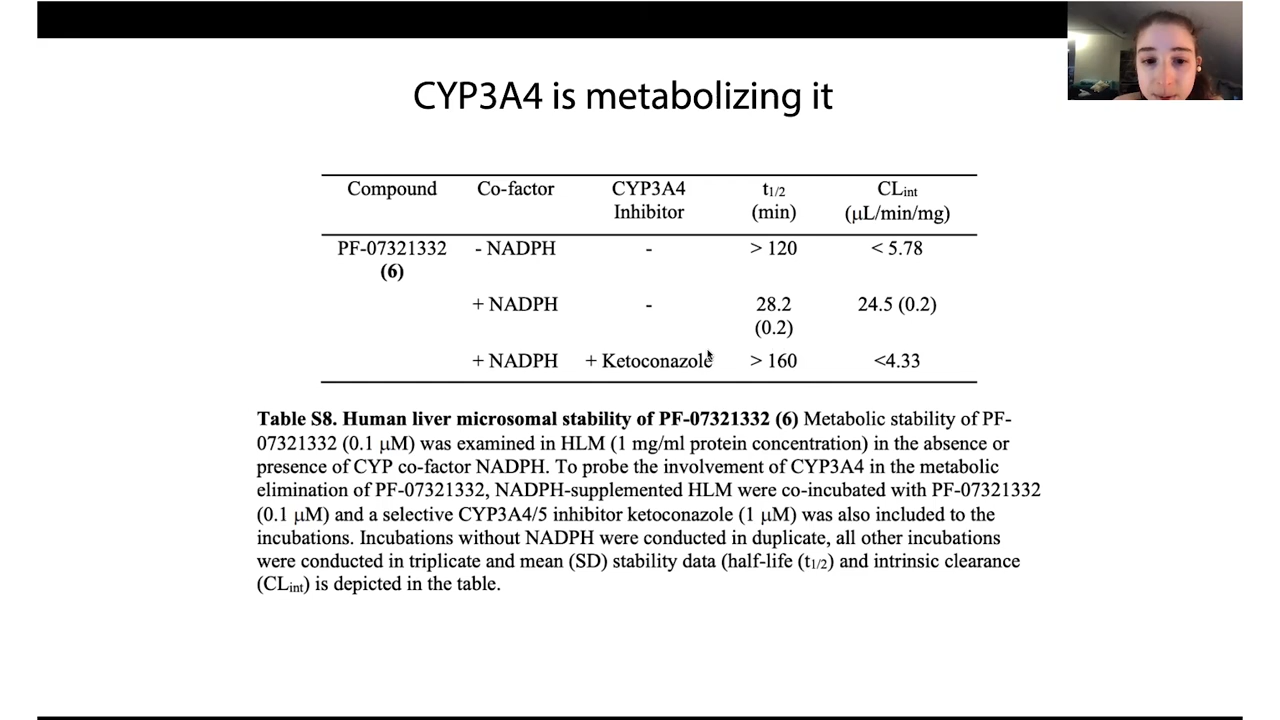 CYP3A4 is metabolizing it
Compound Co-factor CYP3A4 t1/2 CLint
Inhibitor (min) (μL/min/mg)
PF-07321332 - NADPH - > 120 < 5.78
(6)
+ NADPH - 28.2 24.5 (0.2)
(0.2)
+ NADPH + Ketoconazole > 160 <4.33
Table S8. Human liver microsomal stability of PF-07321332 (6) Metabolic stability of PF-
07321332 (0.1 μM) was examined in HLM (1 mg/ml protein concentration) in the absence or
presence of CYP co-factor NADPH. To probe the involvement of CYP3A4 in the metabolic
elimination of PF-07321332, NADPH-supplemented HLM were co-incubated with PF-07321332
(0.1 μM) and a selective CYP3A4/5 inhibitor ketoconazole (1 μM) was also included to the
incubations. Incubations without NADPH were conducted in duplicate, all other incubations
were conducted in triplicate and mean (SD) stability data (half-life (t1/2) and intrinsic clearance
(CLint) is depicted in the table.